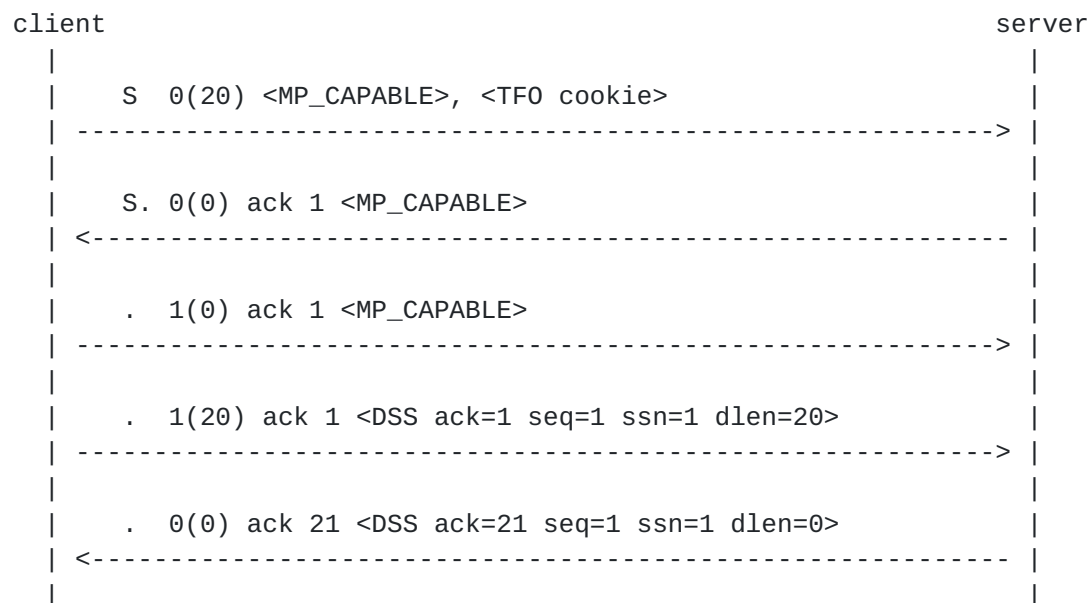 client server
S 0(20) <MP_CAPABLE>, <TFO cookie>
S. 0(0) ack 1 <MP_CAPABLE>
. 1(0) ack 1 <MP_CAPABLE>
. 1(20) ack 1 <DSS ack=1 seq=1 ssn=1 dlen=20>
. 0(0) ack 21 <DSS ack=21 seq=1 ssn=1 dlen=0>